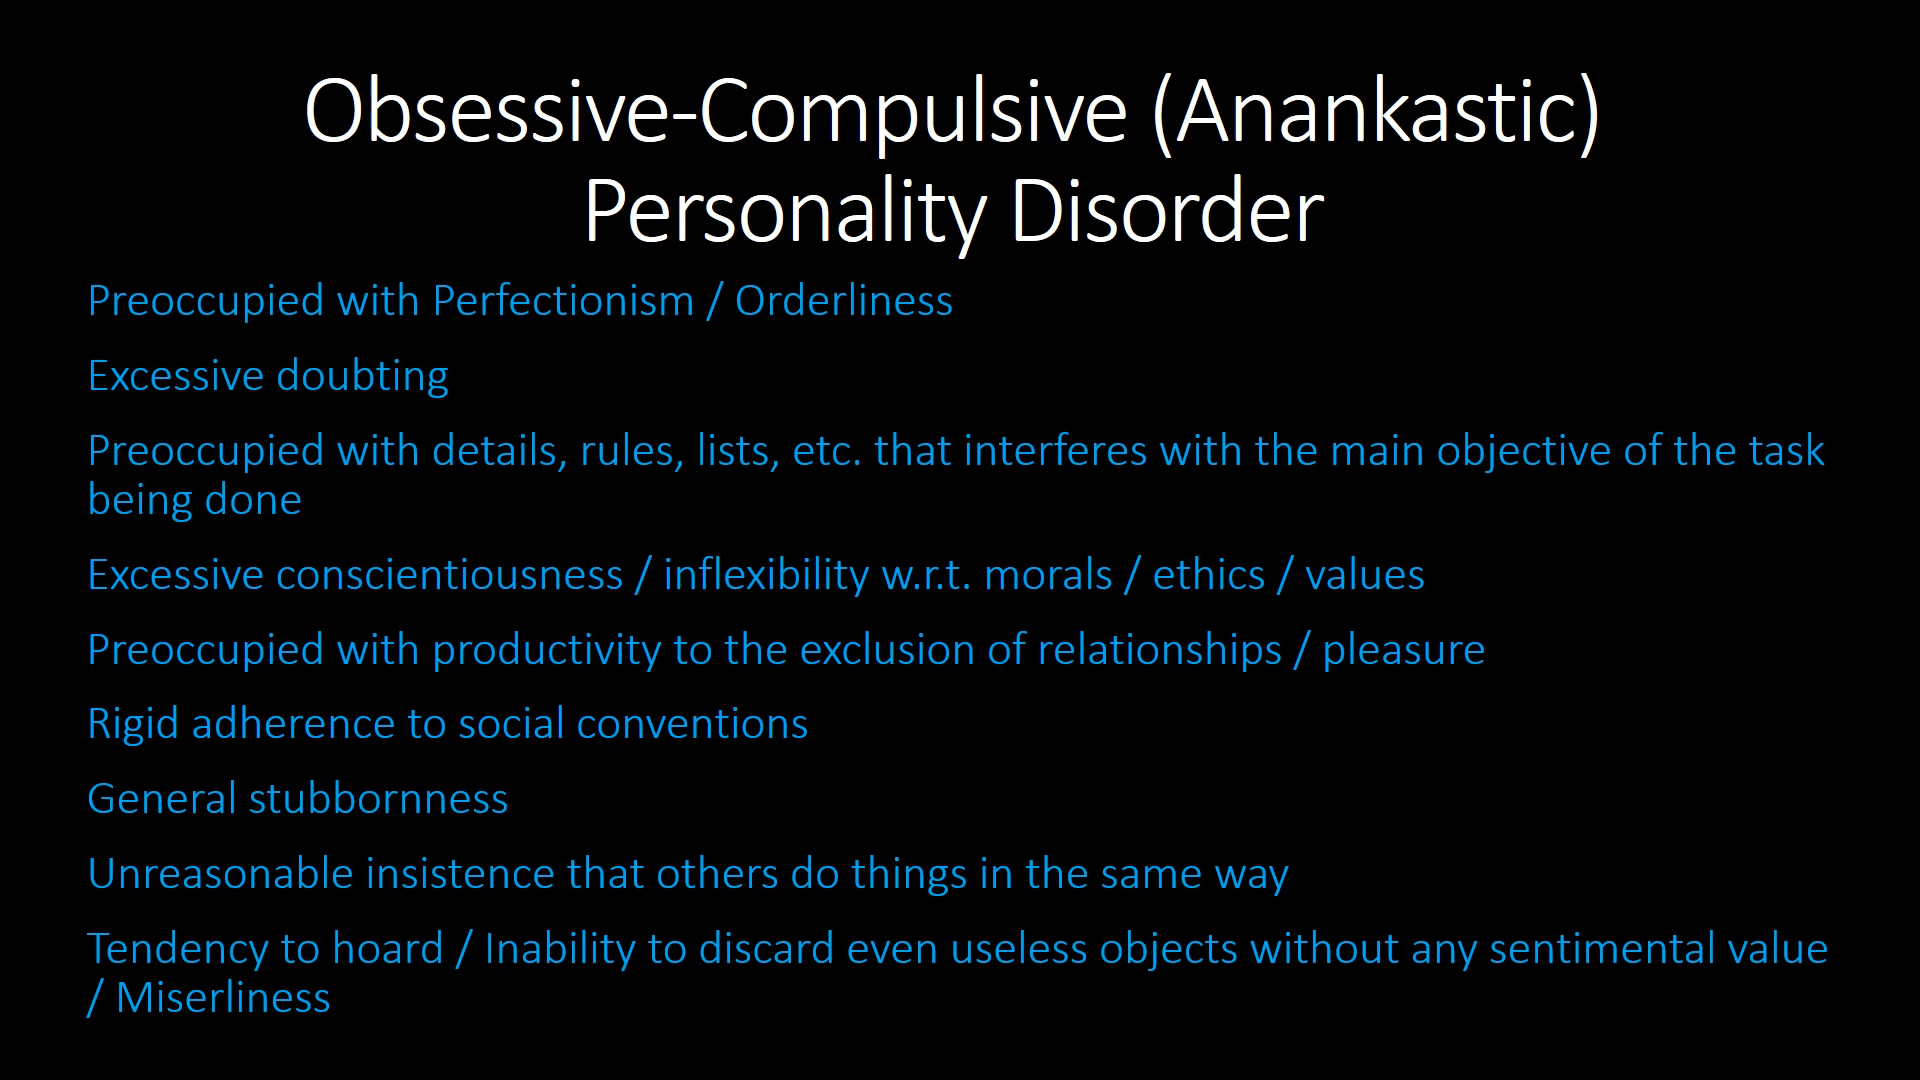 Obsessive-Compulsive (Anankastic)
Personality Disorder
Preoccupied with Perfectionism / Orderliness
Excessive doubting
Preoccupied with details, rules, lists, etc. that interferes with the main objective of the task
being done
Excessive conscientiousness / inflexibility w.r.t. morals / ethics / values
Preoccupied with productivity to the exclusion of relationships / pleasure
Rigid adherence to social conventions
General stubbornness
Unreasonable insistence that others do things in the same way
Tendency to hoard / Inability to discard even useless objects without any sentimental value
/ Miserliness